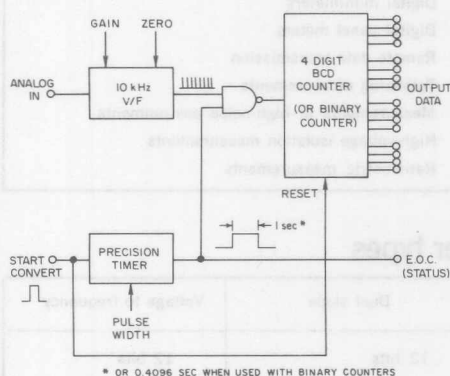 GAIN ZERO
ANALOG
IN
10 kHz
V/F
4 DIGIT
BCD
COUNTER
(OR BINARY
COUNTER)
OUTPUT
DATA
RESET
1 sec *
START
CONVERT
PRECISION
TIMER
E.O.C.
(STATUS)
PULSE
WIDTH
* OR 0.4096 SEC WHEN USED WITH BINARY COUNTERS